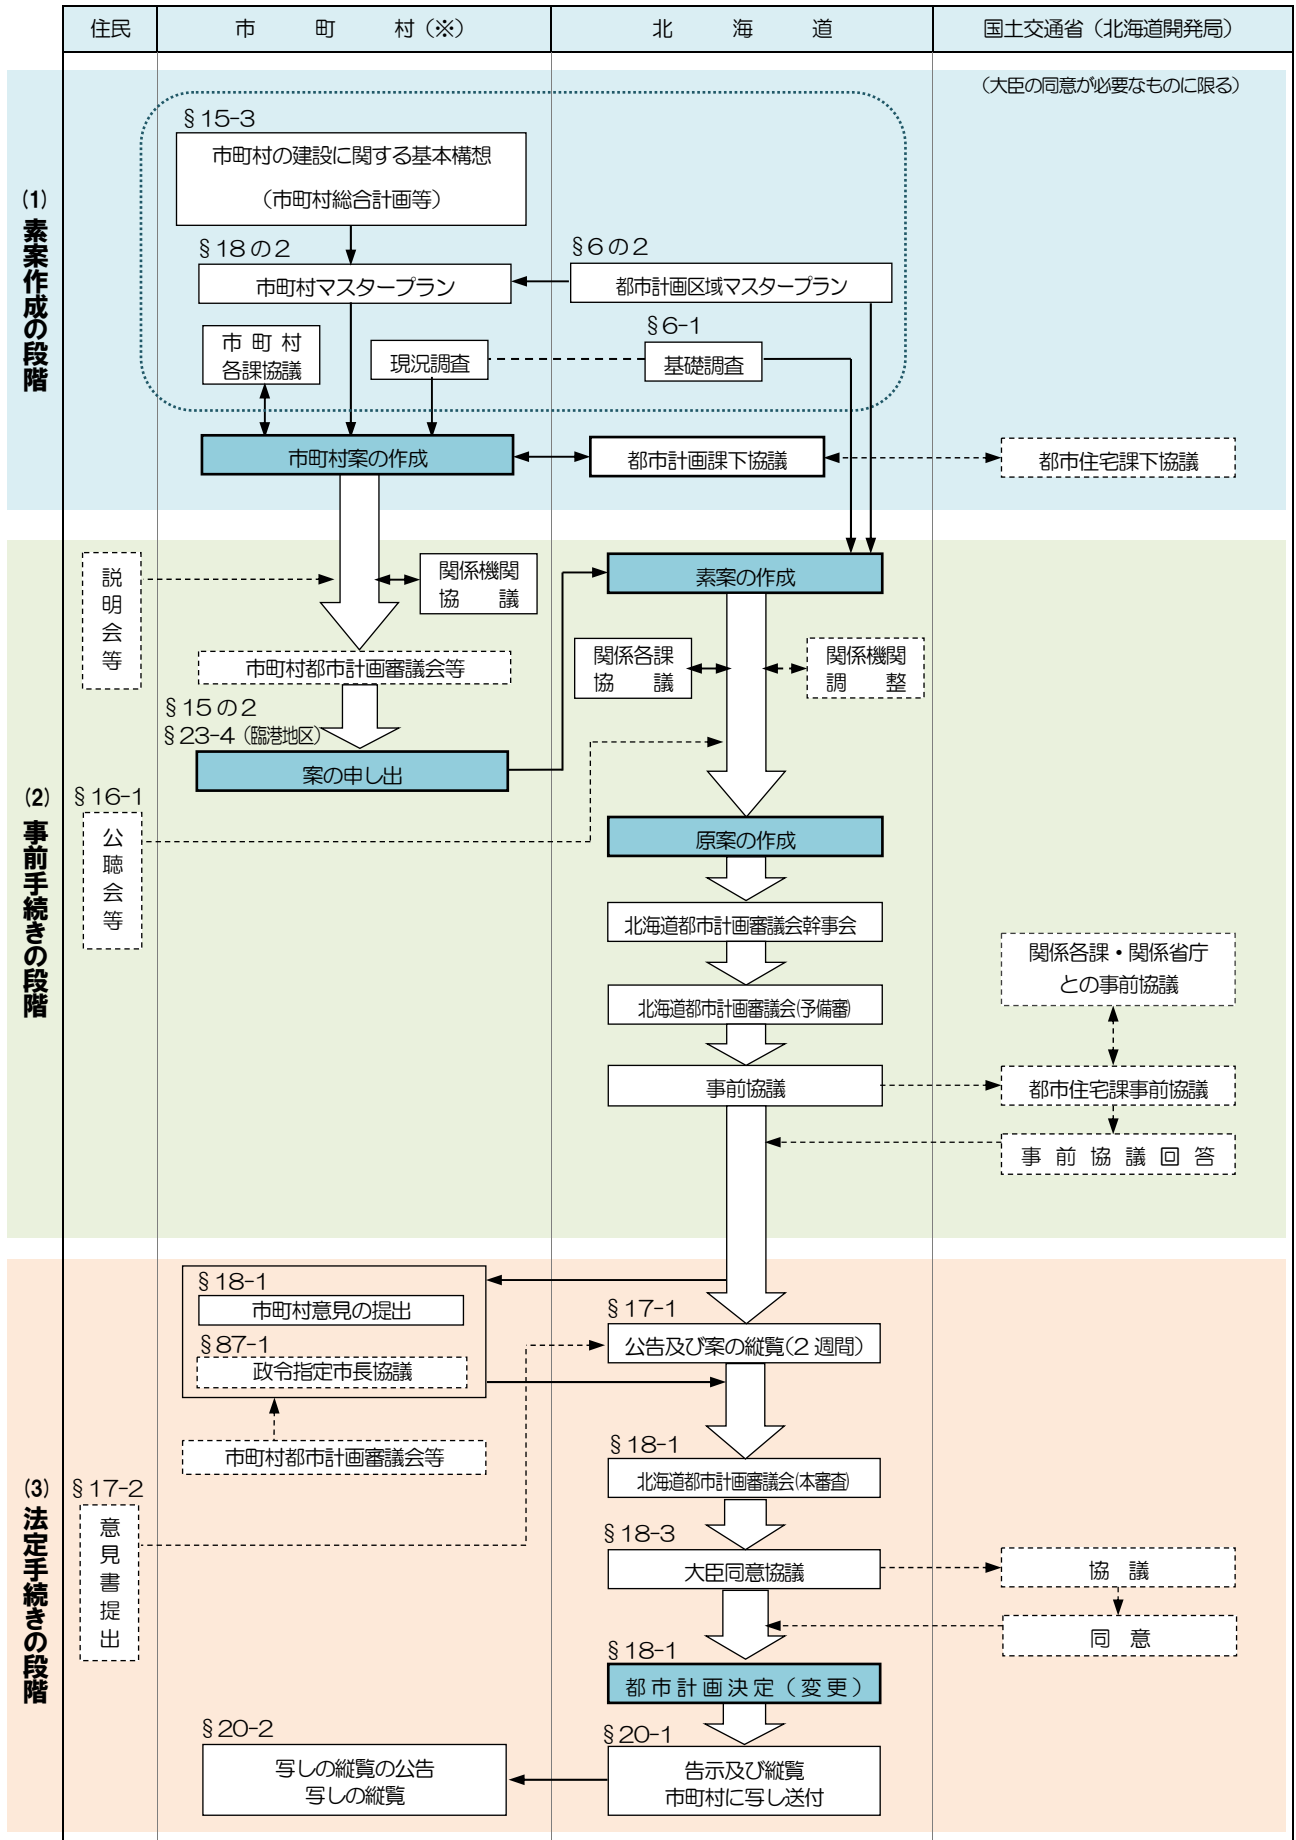 住民
市　町　村（※）
北　海　道
国土交通省（北海道開発局）
（大臣の同意が必要なものに限る）
(1) 素案作成の段階
§15-3
市町村の建設に関する基本構想
（市町村総合計画等）
§18の2
市町村マスタープラン
§6の2
都市計画区域マスタープラン
市町村
各課協議
現況調査
§6-1
基礎調査
市町村案の作成
都市計画課下協議
都市住宅課下協議
(2) 事前手続きの段階
説明会等
関係機関
協　議
素案の作成
市町村都市計画審議会等
関係各課
協　議
関係機関
調　整
§15の2
§23-4（臨港地区）
案の申し出
§16-1
公聴会等
原案の作成
北海道都市計画審議会幹事会
関係各課・関係省庁
との事前協議
北海道都市計画審議会(予備審)
事前協議
都市住宅課事前協議
事前協議回答
(3) 法定手続きの段階
§18-1
市町村意見の提出
§87-1
政令指定市長協議
§17-1
公告及び案の縦覧(2週間)
市町村都市計画審議会等
§18-1
北海道都市計画審議会(本審査)
§17-2
意見書提出
§18-3
大臣同意協議
協　議
同　意
§18-1
都市計画決定（変更）
§20-2
写しの縦覧の公告
写しの縦覧
§20-1
告示及び縦覧
市町村に写し送付